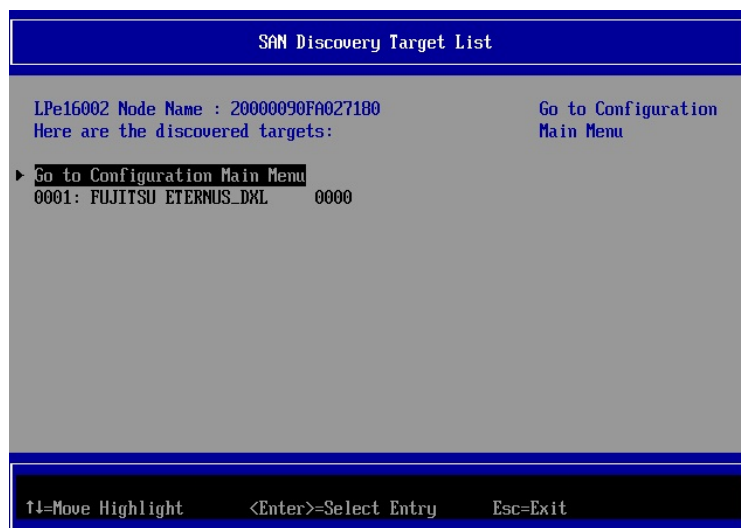 SAN Discovery Target List
LPe16002 Node Name : 20000090FA027180
Here are the discovered targets:
Go to Configuration
Main Menu
Go to Configuration Main Menu
0001: FUJITSU ETERNUS_DXL 0000
↑↓=Move Highlight <Enter>=Select Entry Esc=Exit